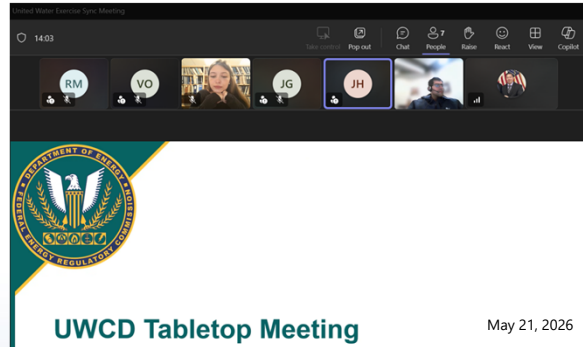 United Water Exercise Sync Meeting
14:03
Take control
Pop out
Chat
7
People
Raise
React
View
Copilot
RM
VO
JG
JH
DEPARTMENT OF ENERGY
FEDERAL ENERGY REGULATORY COMMISSION
UWCD Tabletop Meeting
May 21, 2026